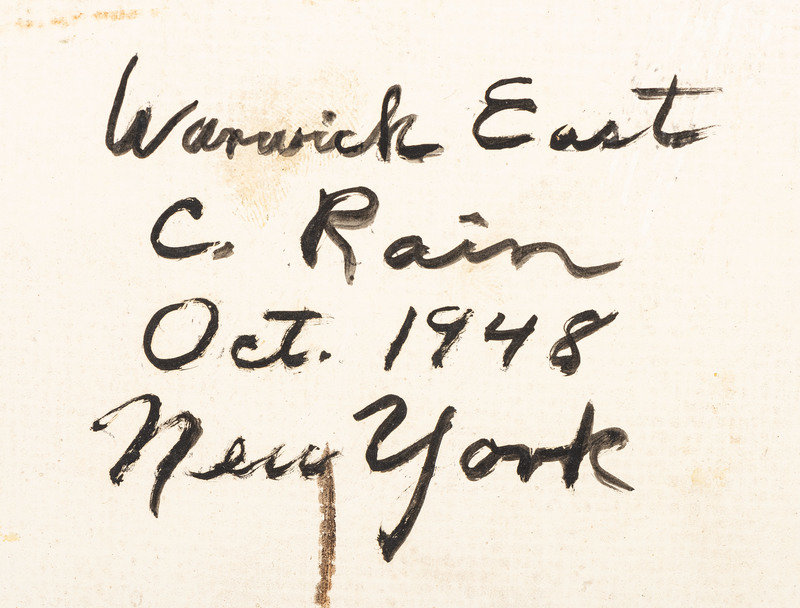 Warwick East
C. Rain
Oct. 1948
New York